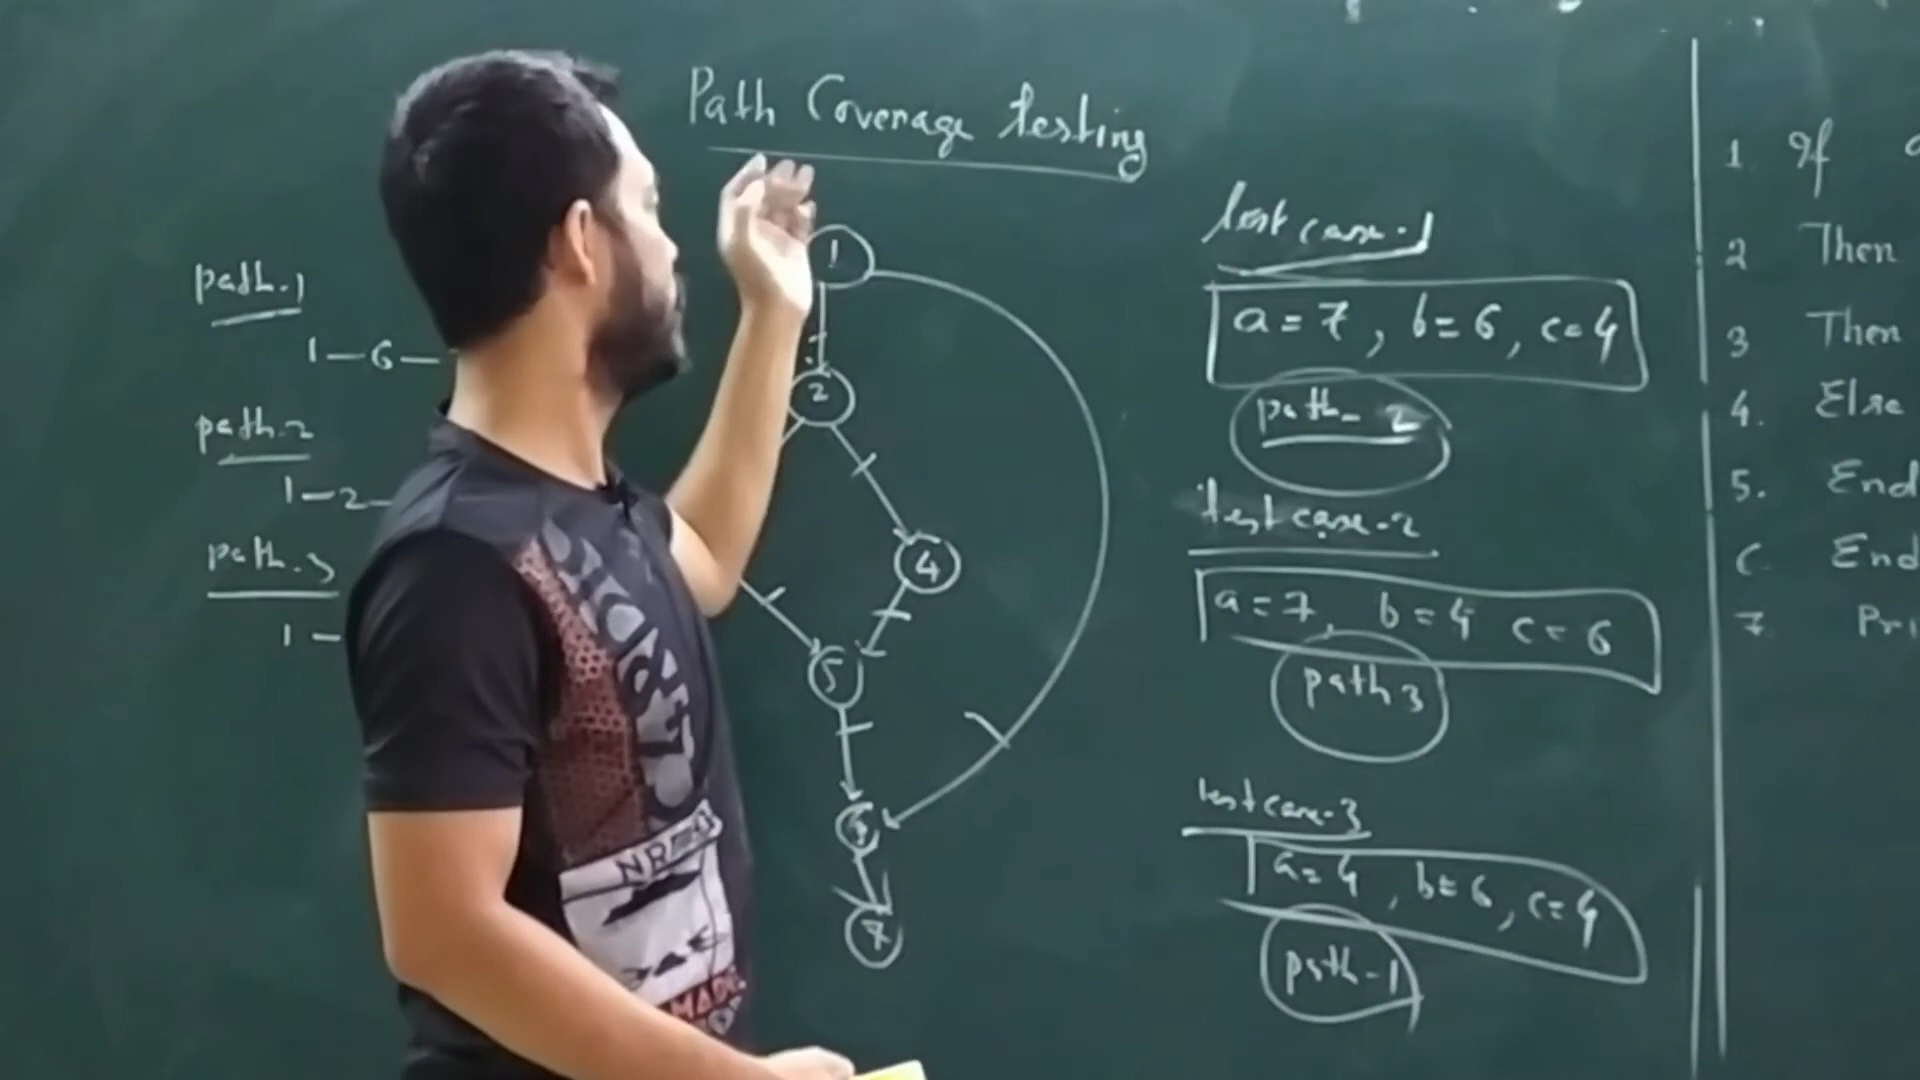 Path Coverage testing
path-1
1-6-
path-2
1-2-
path-3
1-
1
2
4
5
6
7
test case-1
a=7, b=6, c=4
path-2
test case-2
a=7, b=4 c=6
path 3
test case-3
a=4, b=6, c=4
path-1
1. If
2 Then
3 Then
4. Else
5. End
End
7
MADE